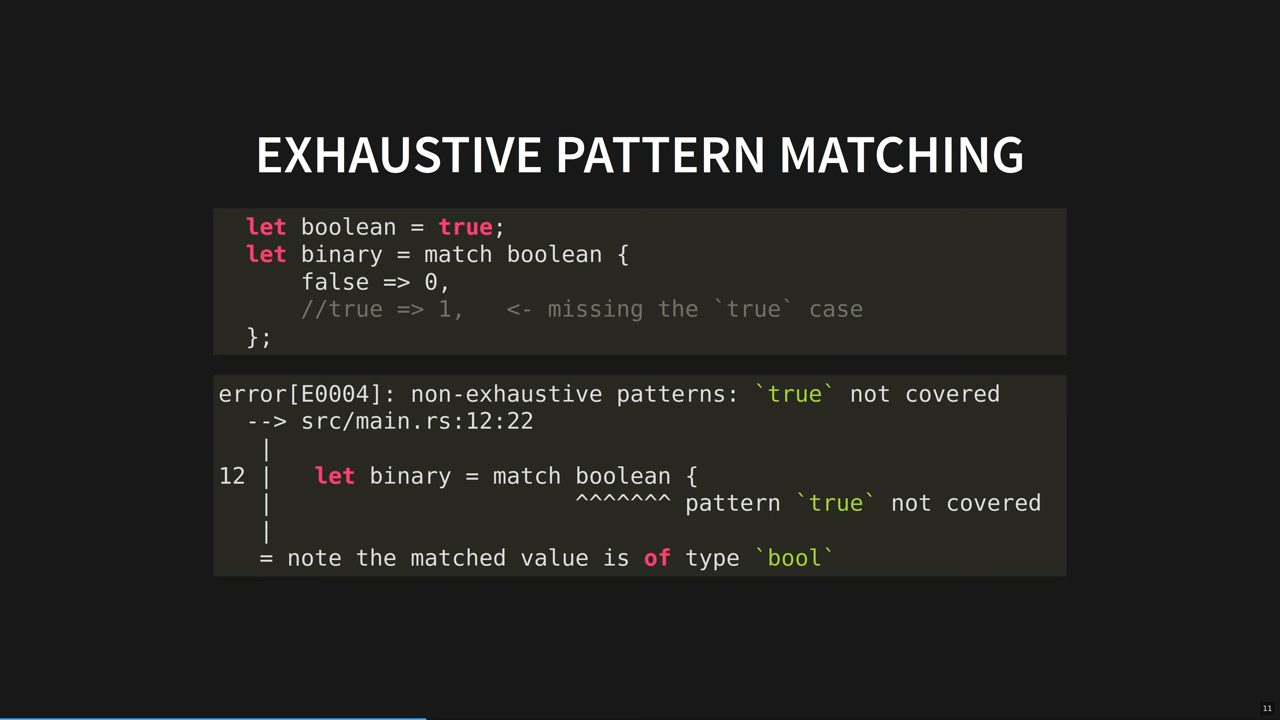 EXHAUSTIVE PATTERN MATCHING
let boolean = true;
let binary = match boolean {
    false => 0,
    //true => 1,   <- missing the `true` case
};
error[E0004]: non-exhaustive patterns: `true` not covered
  --> src/main.rs:12:22
   |
12 |   let binary = match boolean {
   |                      ^^^^^^^ pattern `true` not covered
   |
   = note the matched value is of type `bool`
11